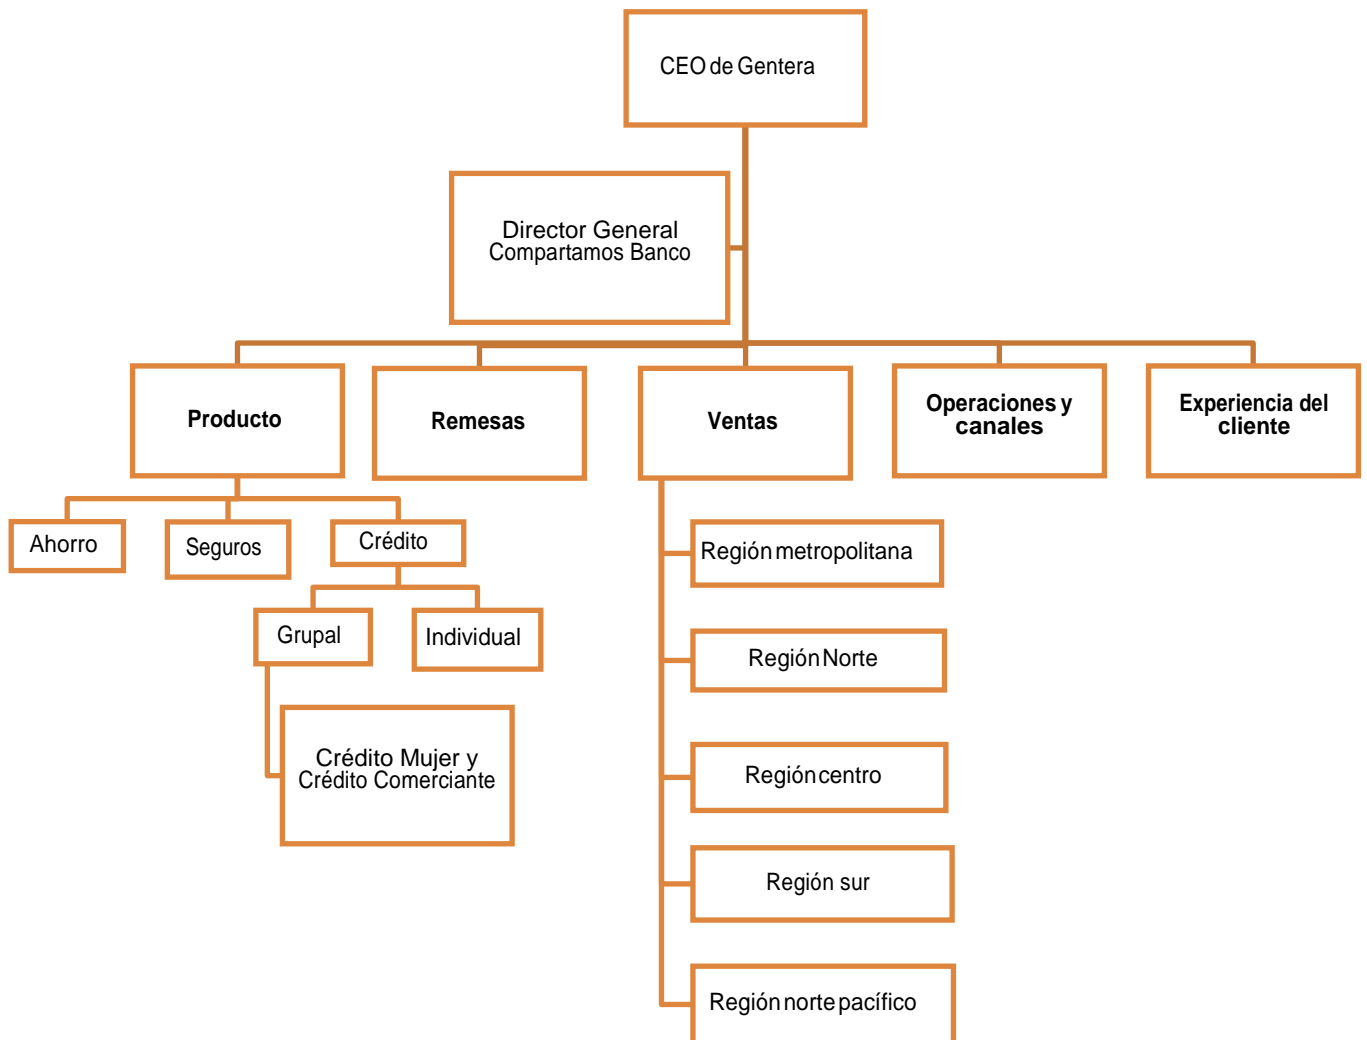 CEO de Gentera
Director General
Compartamos Banco
Producto
Remesas
Ventas
Operaciones y
canales
Experiencia del
cliente
Ahorro
Seguros
Crédito
Grupal
Individual
Crédito Mujer y
Crédito Comerciante
Región metropolitana
Región Norte
Región centro
Región sur
Región norte pacífico